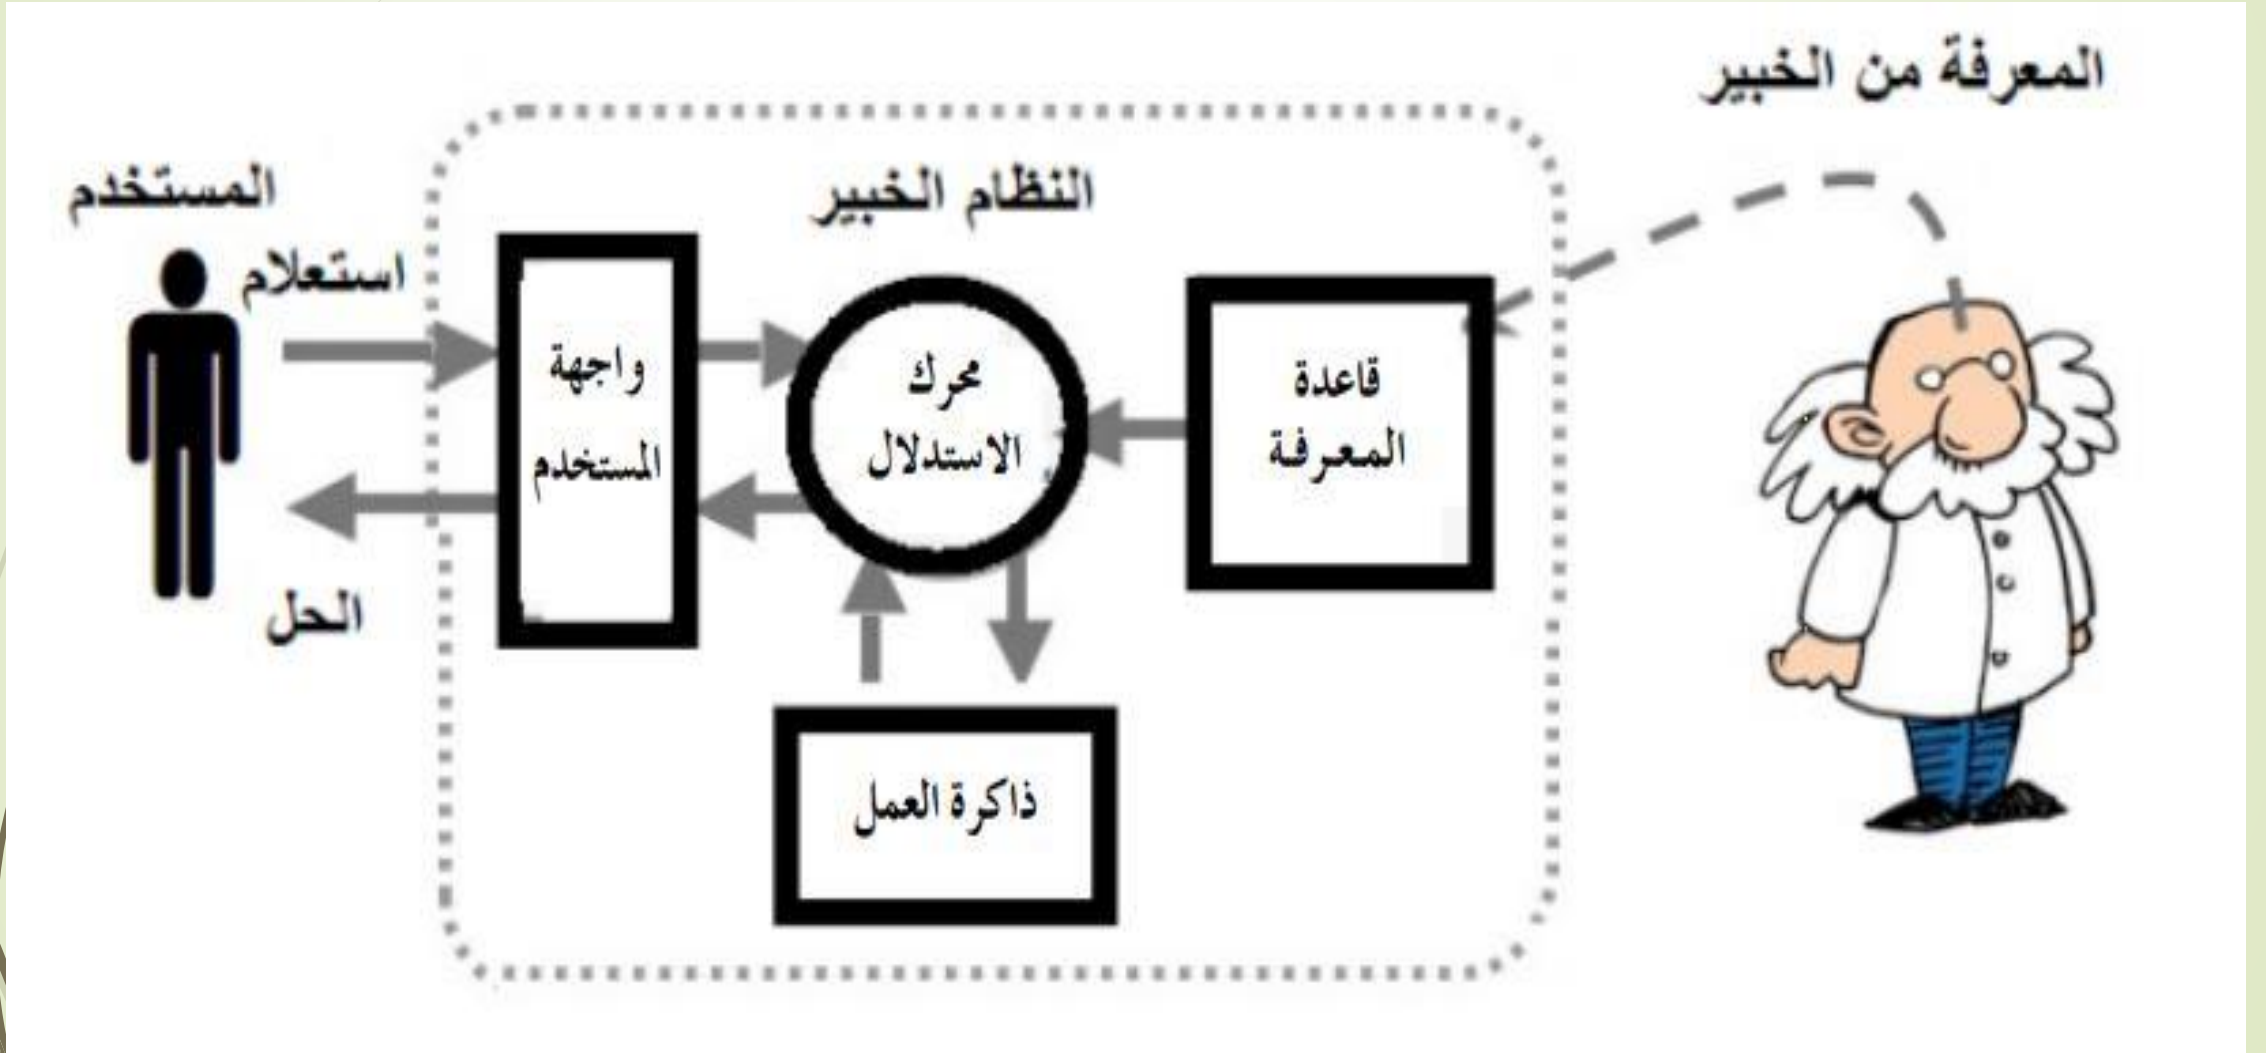 المعرفة من الخبير
النظام الخبير
المستخدم
استعلام
واجهة
المستخدم
محرك
الاستدلال
قاعدة
المعرفة
الحل
ذاكرة العمل